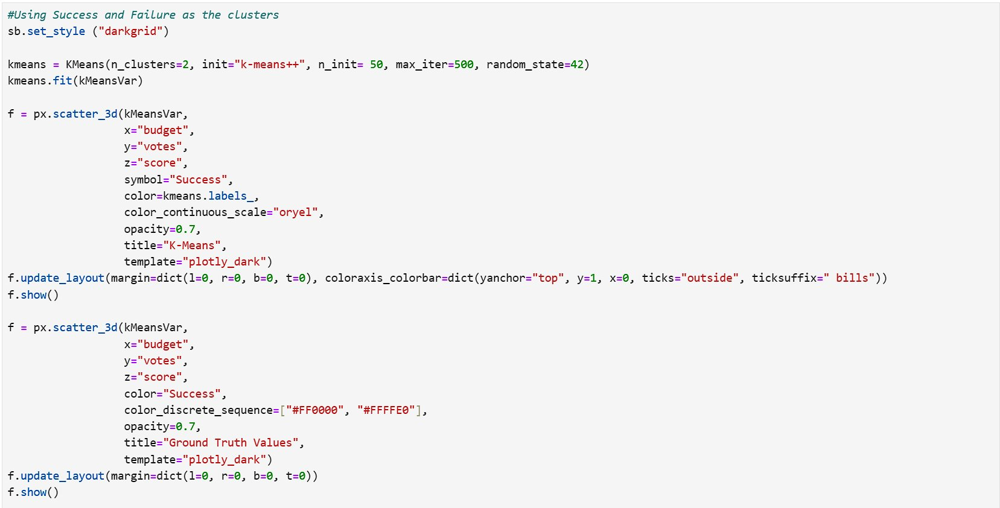 #Using Success and Failure as the clusters
sb.set_style ("darkgrid")
kmeans = KMeans(n_clusters=2, init="k-means++", n_init= 50, max_iter=500, random_state=42)
kmeans.fit(kMeansVar)
f = px.scatter_3d(kMeansVar,
x="budget",
y="votes",
z="score",
symbol="Success",
color=kmeans.labels_,
color_continuous_scale="oryel",
opacity=0.7,
title="K-Means",
template="plotly_dark")
f.update_layout(margin=dict(l=0, r=0, b=0, t=0), coloraxis_colorbar=dict(yanchor="top", y=1, x=0, ticks="outside", ticksuffix=" bills"))
f.show()
f = px.scatter_3d(kMeansVar,
x="budget",
y="votes",
z="score",
color="Success",
color_discrete_sequence=["#FF0000", "#FFFFE0"],
opacity=0.7,
title="Ground Truth Values",
template="plotly_dark")
f.update_layout(margin=dict(l=0, r=0, b=0, t=0))
f.show()